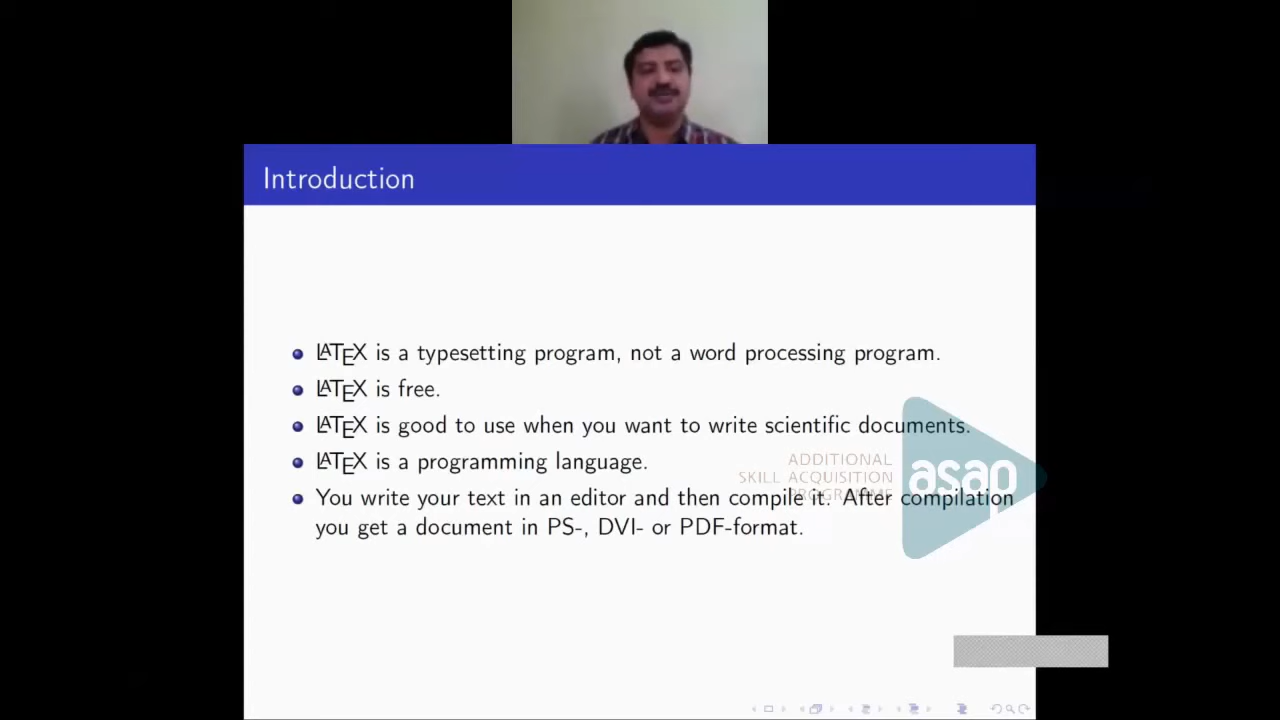 Introduction
LATEX is a typesetting program, not a word processing program.
LATEX is free.
LATEX is good to use when you want to write scientific documents.
LATEX is a programming language.
You write your text in an editor and then compile it. After compilation
you get a document in PS-, DVI- or PDF-format.
ADDITIONAL
SKILL ACQUISITION
PROGRAMME
asap